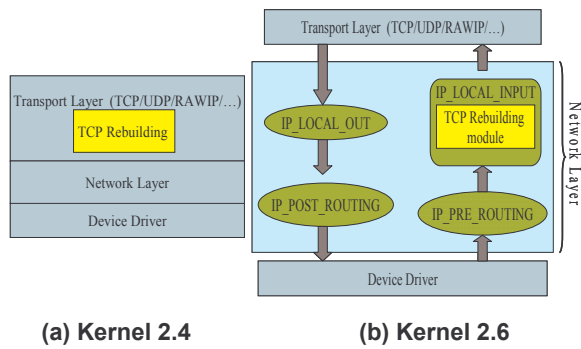 Transport Layer (TCP/UDP/RAWIP/…)
TCP Rebuilding
Network Layer
Device Driver
(a) Kernel 2.4
Transport Layer (TCP/UDP/RAWIP/…)
IP_LOCAL_OUT
IP_POST_ROUTING
IP_LOCAL_INPUT
TCP Rebuilding
module
IP_PRE_ROUTING
Network Layer
Device Driver
(b) Kernel 2.6